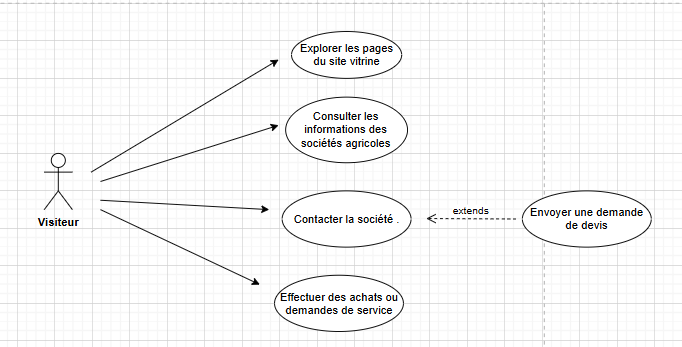 Explorer les pages
du site vitrine
Consulter les
informations des
sociétés agricoles
Visiteur
Contacter la société .
extends
Envoyer une demande
de devis
Effectuer des achats ou
demandes de service